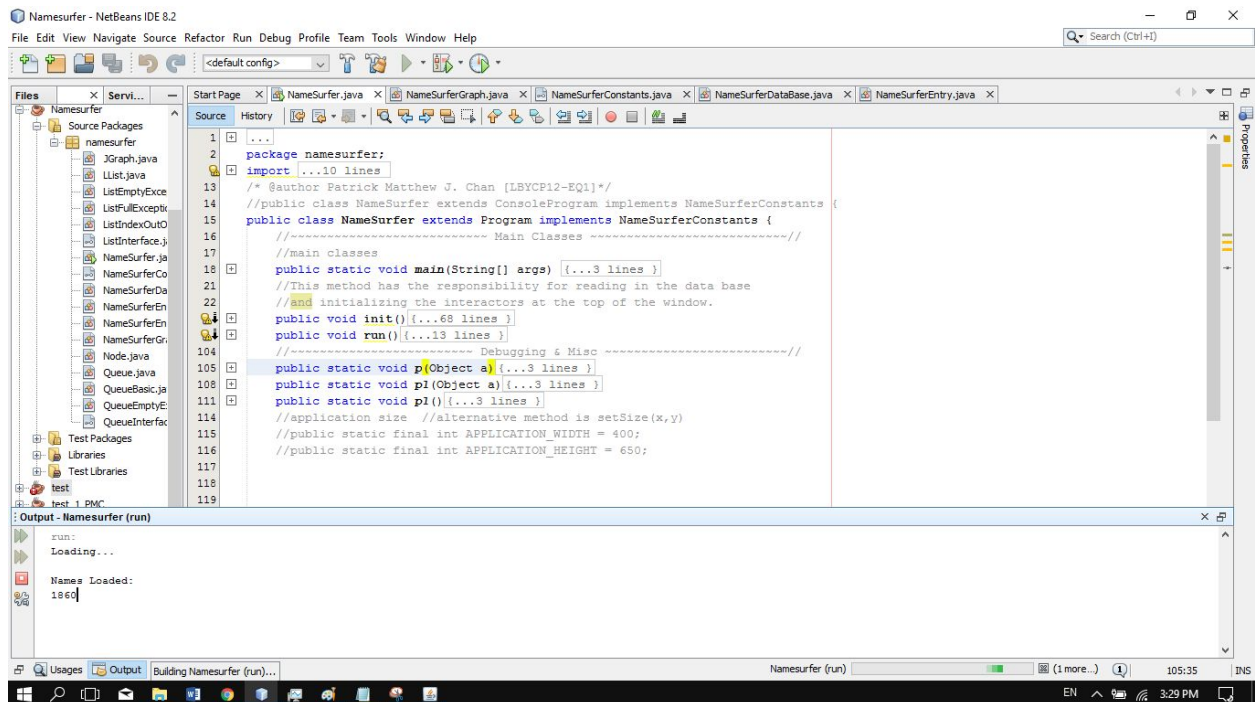 Namesurfer - NetBeans IDE 8.2
File Edit View Navigate Source Refactor Run Debug Profile Team Tools Window Help
Search (Ctrl+I)
<default config>
Files Servi...
Start Page NameSurfer.java NameSurferGraph.java NameSurferConstants.java NameSurferDataBase.java NameSurferEntry.java
Namesurfer
Source Packages
namesurfer
JGraph.java
LList.java
ListEmptyExce
ListFullExceptic
ListIndexOutO
ListInterface.ja
NameSurfer.ja
NameSurferCo
NameSurferDa
NameSurferEn
NameSurferEn
NameSurferGr
Node.java
Queue.java
QueueBasic.ja
QueueEmptyE
QueueInterfac
Test Packages
Libraries
Test Libraries
test
test_1_PMC
Source History
1 ...
2 package namesurfer;
import ...10 lines
13 /* @author Patrick Matthew J. Chan [LBYCP12-EQ1]*/
14 //public class NameSurfer extends ConsoleProgram implements NameSurferConstants {
15 public class NameSurfer extends Program implements NameSurferConstants {
16 //~~~~~~~~~~~~~~~~~~~~~~~~~~~ Main Classes ~~~~~~~~~~~~~~~~~~~~~~~~~~~//
17 //main classes
18 public static void main(String[] args) {...3 lines }
21 //This method has the responsibility for reading in the data base
22 //and initializing the interactors at the top of the window.
public void init(){...68 lines }
public void run(){...13 lines }
104 //~~~~~~~~~~~~~~~~~~~~~~~~~ Debugging & Misc ~~~~~~~~~~~~~~~~~~~~~~~~~//
105 public static void p(Object a){...3 lines }
108 public static void pl(Object a){...3 lines }
111 public static void pl(){...3 lines }
114 //application size //alternative method is setSize(x,y)
115 //public static final int APPLICATION_WIDTH = 400;
116 //public static final int APPLICATION_HEIGHT = 650;
117
118
119
Properties
Output - Namesurfer (run)
run:
Loading...
Names Loaded:
1860
Usages Output Building Namesurfer (run)...
Namesurfer (run) (1 more...) 1 105:35 INS
EN 3:29 PM